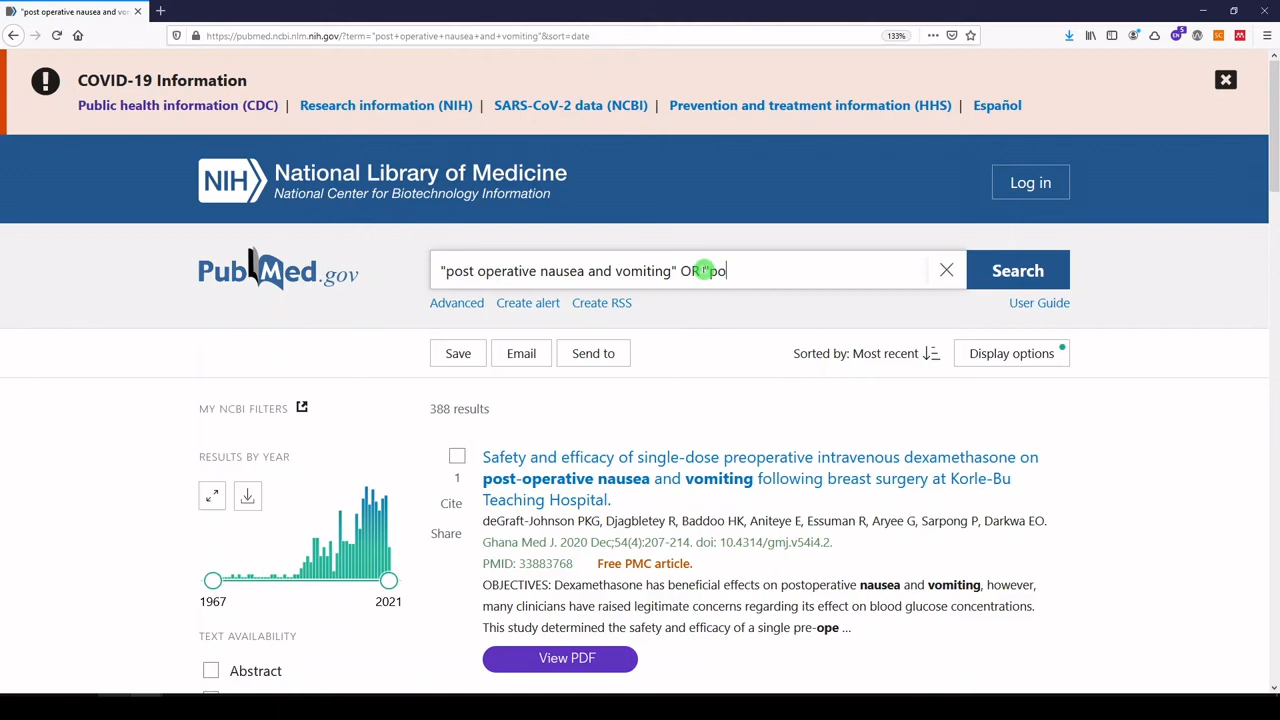 "post operative nausea and vo
https://pubmed.ncbi.nlm.nih.gov/?term="post+operative+nausea+and+vomiting"&sort=date
133%
COVID-19 Information
Public health information (CDC) | Research information (NIH) | SARS-CoV-2 data (NCBI) | Prevention and treatment information (HHS) | Español
NIH National Library of Medicine
National Center for Biotechnology Information
Log in
PubMed.gov
"post operative nausea and vomiting" OR "po
Search
Advanced Create alert Create RSS
User Guide
Save Email Send to
Sorted by: Most recent
Display options
MY NCBI FILTERS
388 results
RESULTS BY YEAR
1967 2021
TEXT AVAILABILITY
Abstract
1
Cite
Share
Safety and efficacy of single-dose preoperative intravenous dexamethasone on
post-operative nausea and vomiting following breast surgery at Korle-Bu
Teaching Hospital.
deGraft-Johnson PKG, Djagbletey R, Baddoo HK, Aniteye E, Essuman R, Aryee G, Sarpong P, Darkwa EO.
Ghana Med J. 2020 Dec;54(4):207-214. doi: 10.4314/gmj.v54i4.2.
PMID: 33883768 Free PMC article.
OBJECTIVES: Dexamethasone has beneficial effects on postoperative nausea and vomiting, however,
many clinicians have raised legitimate concerns regarding its effect on blood glucose concentrations.
This study determined the safety and efficacy of a single pre-ope ...
View PDF